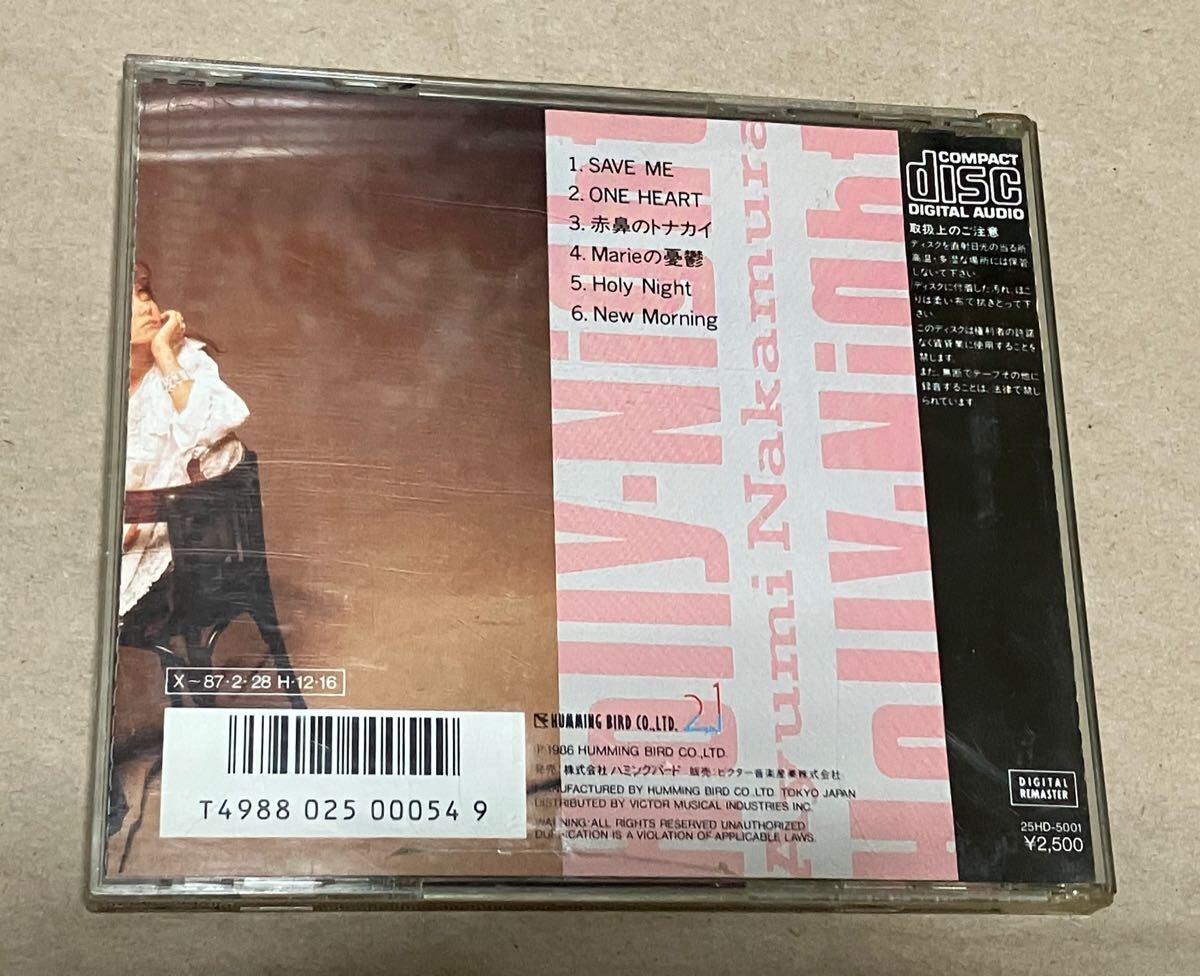 1. SAVE ME
2. ONE HEART
3. 赤鼻のトナカイ
4. Marieの憂鬱
5. Holy Night
6. New Morning
Ayumi Nakamura
COMPACT
disc
DIGITAL AUDIO
取扱上のご注意
ディスクを直射日光の当る所
高温・多湿な場所には保管
しないで下さい
ディスクに付着した汚れ、ほこ
りは柔い布で拭きとって下
さい
このディスクは権利者の許諾
なく賃貸業に使用することを
禁じます。
また、無断でテープその他に
録音することは、法律で禁じ
られています
X~87・2・28 H・12・16
T4988 025 00054 9
HUMMING BIRD CO.,LTD. 21
℗ 1986 HUMMING BIRD CO.,LTD
発売 株式会社 ハミングバード 販売:ビクター音楽産業株式会社
MANUFACTURED BY HUMMING BIRD CO LTD. TOKYO JAPAN
DISTRIBUTED BY VICTOR MUSICAL INDUSTRIES INC.
WARNING:ALL RIGHTS RESERVED UNAUTHORIZED
DUPLICATION IS A VIOLATION OF APPLICABLE LAWS.
DIGITAL
REMASTER
25HD-5001
¥2,500